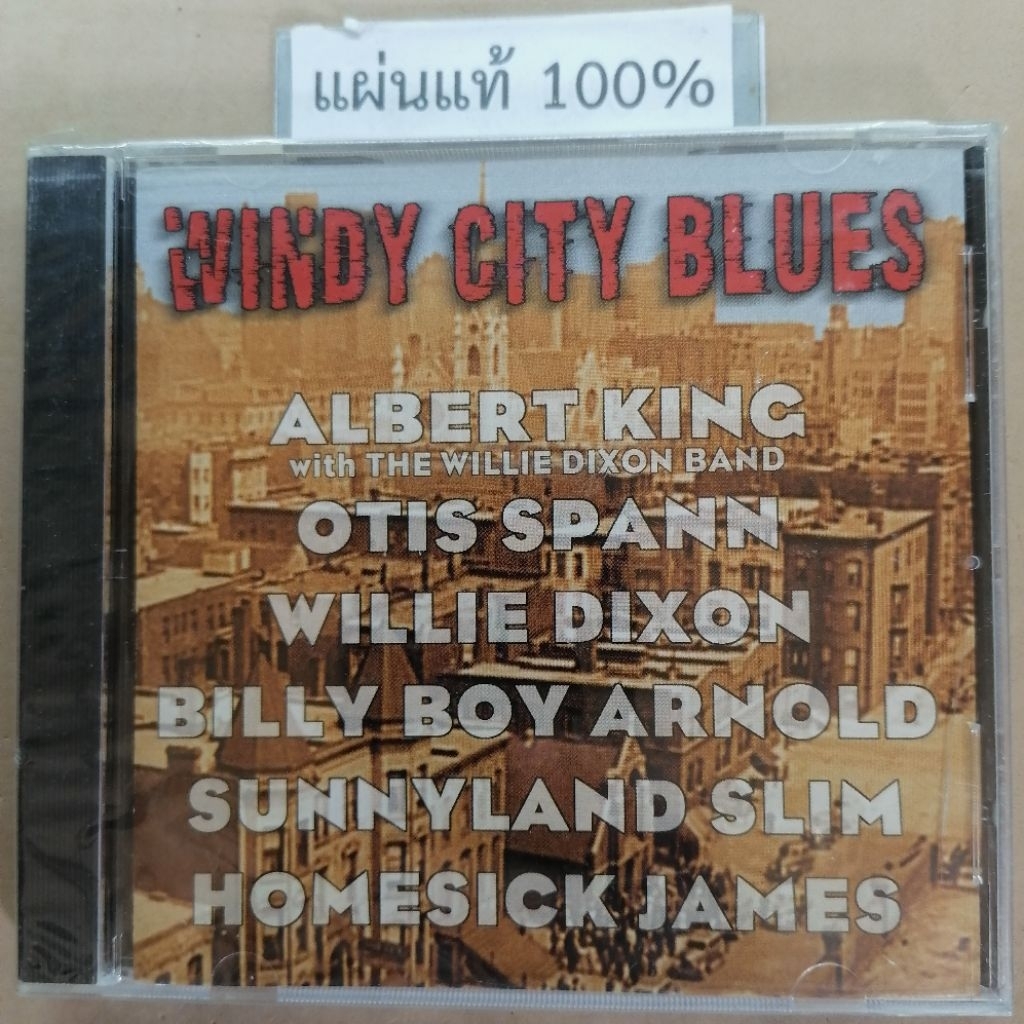 แผ่นแท้ 100%
WINDY CITY BLUES
ALBERT KING
with THE WILLIE DIXON BAND
OTIS SPANN
WILLIE DIXON
BILLY BOY ARNOLD
SUNNYLAND SLIM
HOMESICK JAMES